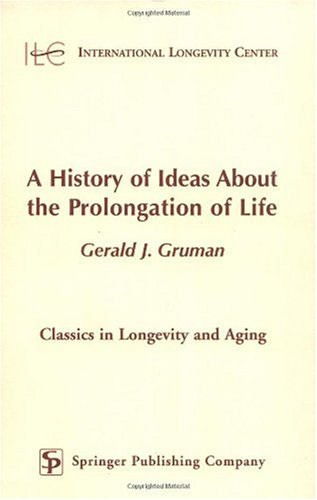 ILC INTERNATIONAL LONGEVITY CENTER
A History of Ideas About
the Prolongation of Life
Gerald J. Gruman
Classics in Longevity and Aging
SP Springer Publishing Company